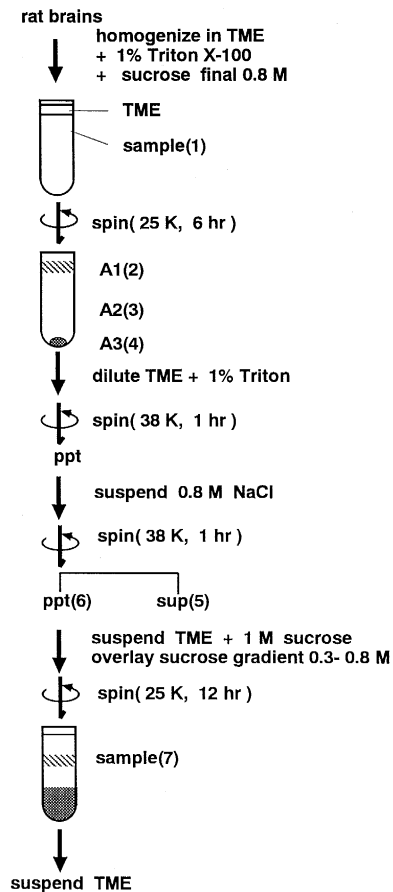 rat brains
homogenize in TME
+ 1% Triton X-100
+ sucrose final 0.8 M
TME
sample(1)
spin( 25 K, 6 hr )
A1(2)
A2(3)
A3(4)
dilute TME + 1% Triton
spin( 38 K, 1 hr )
ppt
suspend 0.8 M NaCl
spin( 38 K, 1 hr )
ppt(6) sup(5)
suspend TME + 1 M sucrose
overlay sucrose gradient 0.3- 0.8 M
spin( 25 K, 12 hr )
sample(7)
suspend TME